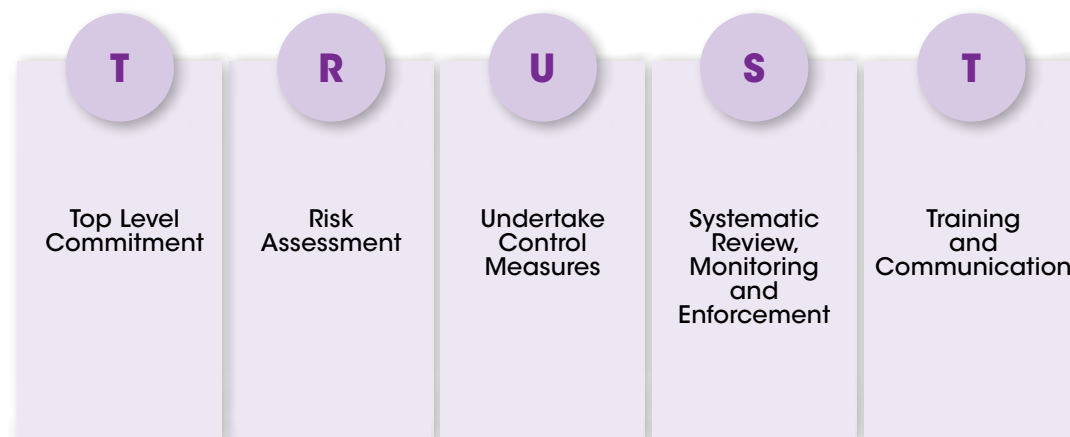 T
Top Level
Commitment
R
Risk
Assessment
U
Undertake
Control
Measures
S
Systematic
Review,
Monitoring
and
Enforcement
T
Training
and
Communication